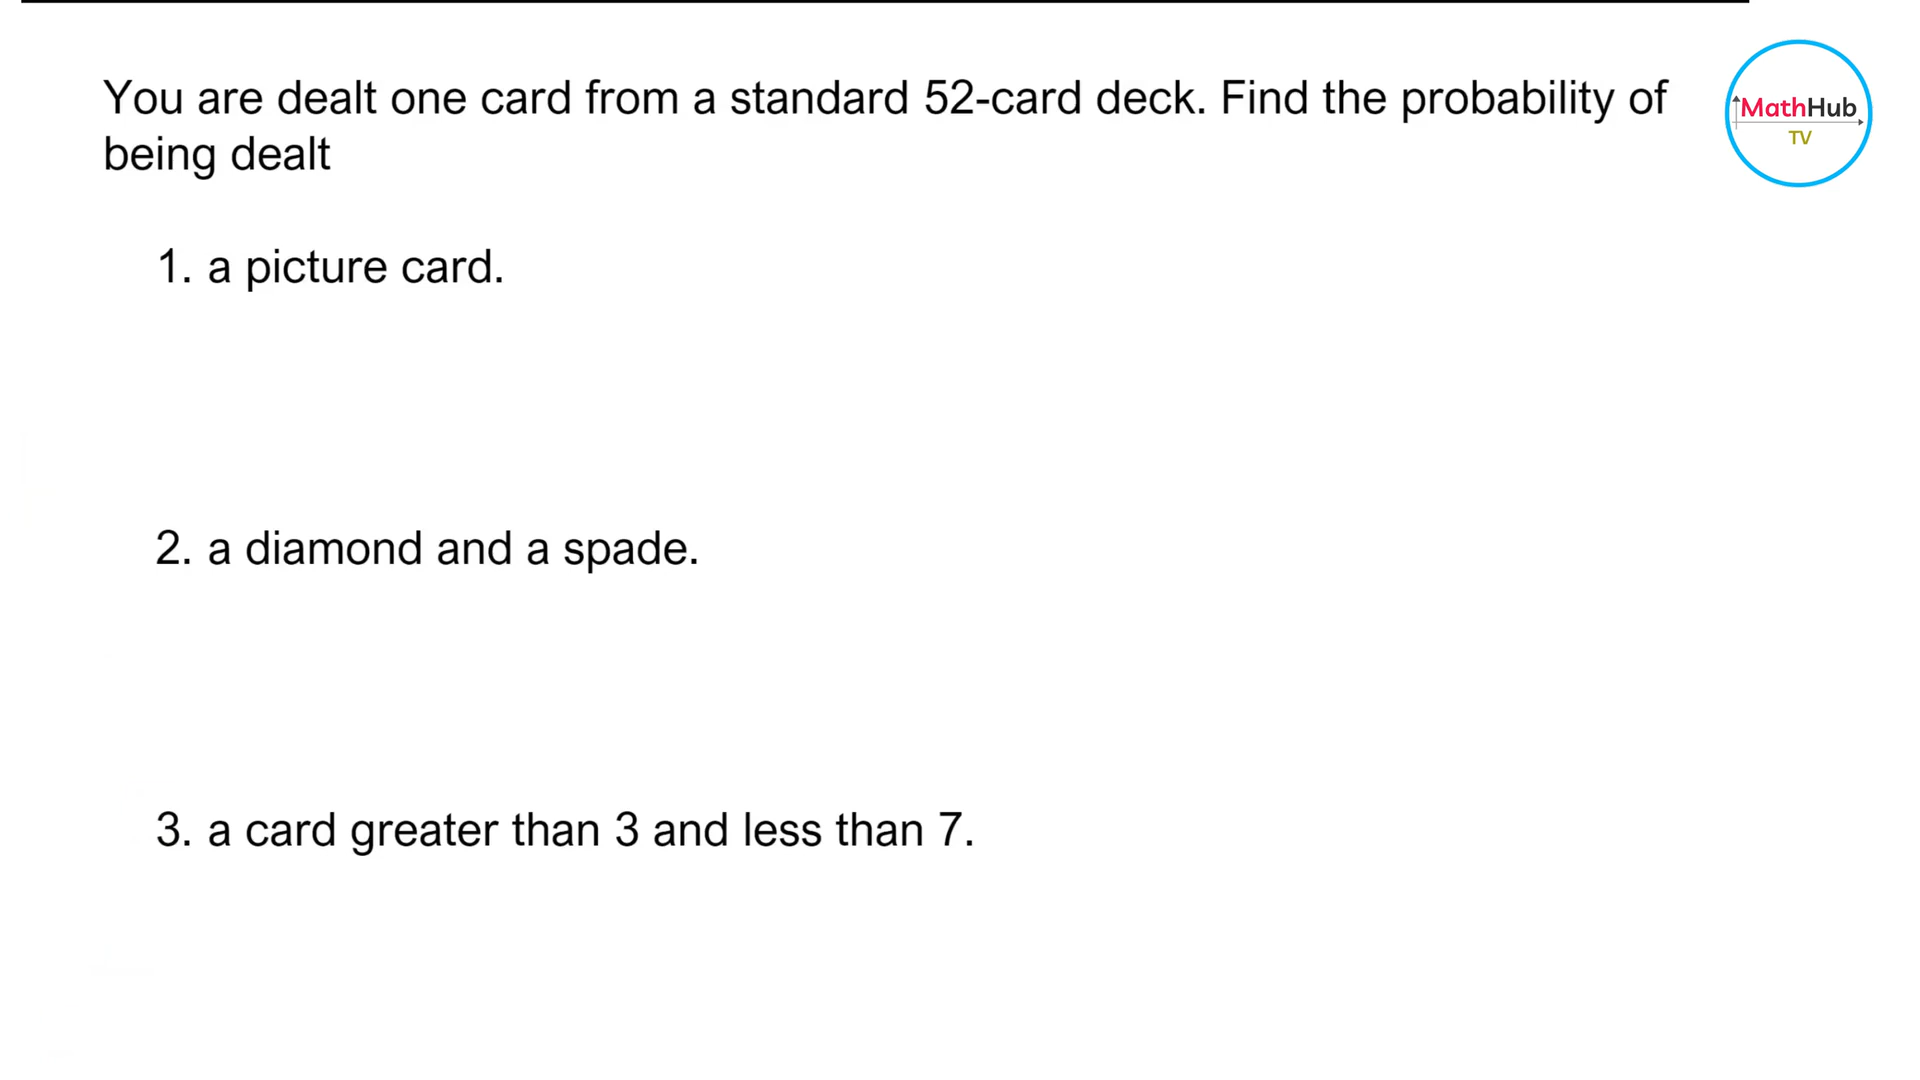 You are dealt one card from a standard 52-card deck. Find the probability of
being dealt
MathHub
TV
1. a picture card.
2. a diamond and a spade.
3. a card greater than 3 and less than 7.